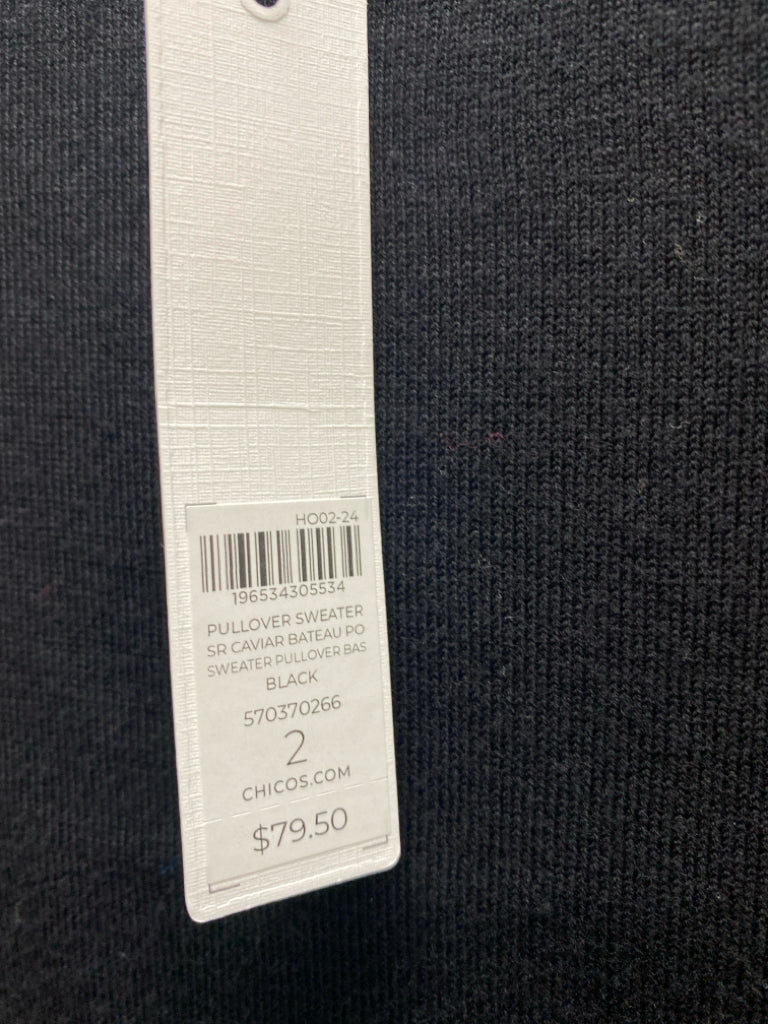 HO02-24
196534305534
PULLOVER SWEATER
SR CAVIAR BATEAU PO
SWEATER PULLOVER BAS
BLACK
570370266
2
CHICOS.COM
$79.50